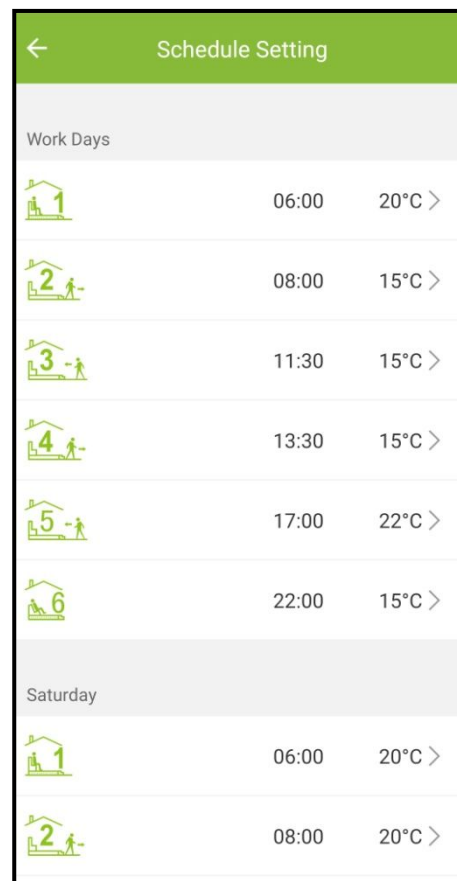 Schedule Setting
Work Days
1 06:00 20°C
2 08:00 15°C
3 11:30 15°C
4 13:30 15°C
5 17:00 22°C
6 22:00 15°C
Saturday
1 06:00 20°C
2 08:00 20°C